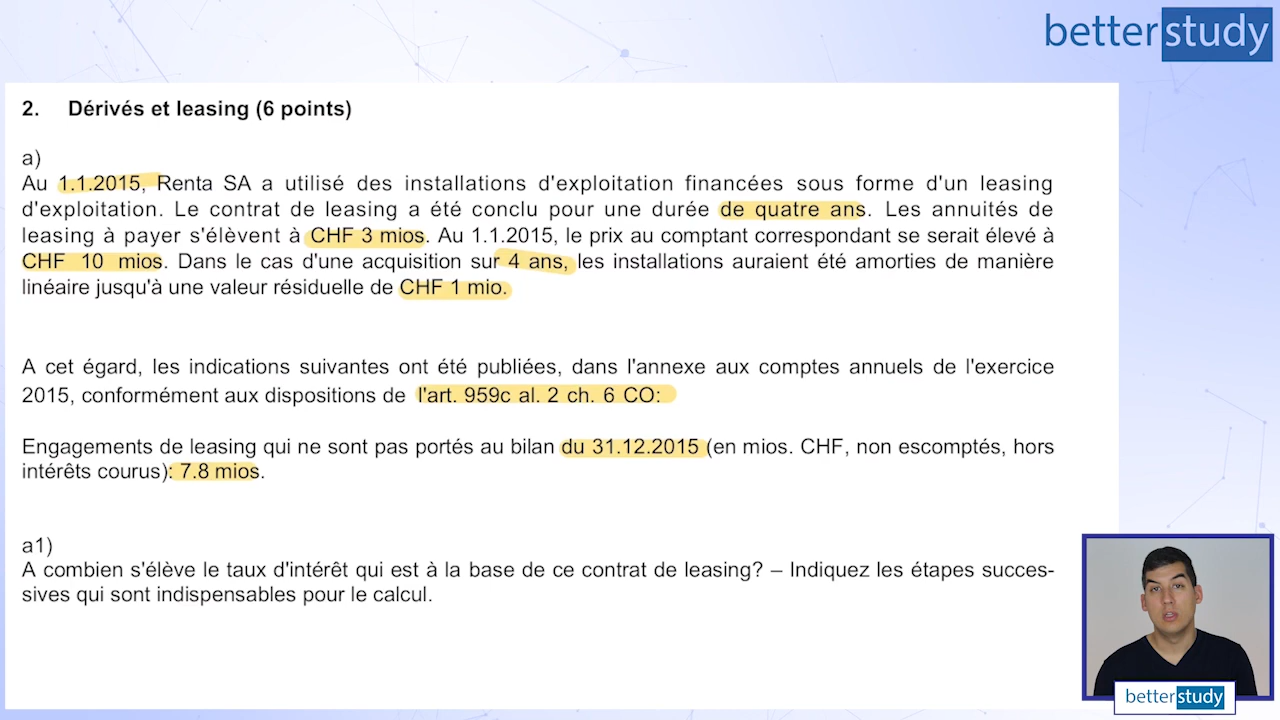 betterstudy
2. Dérivés et leasing (6 points)
a)
Au 1.1.2015, Renta SA a utilisé des installations d'exploitation financées sous forme d'un leasing
d'exploitation. Le contrat de leasing a été conclu pour une durée de quatre ans. Les annuités de
leasing à payer s'élèvent à CHF 3 mios. Au 1.1.2015, le prix au comptant correspondant se serait élevé à
CHF 10 mios. Dans le cas d'une acquisition sur 4 ans, les installations auraient été amorties de manière
linéaire jusqu'à une valeur résiduelle de CHF 1 mio.
A cet égard, les indications suivantes ont été publiées, dans l'annexe aux comptes annuels de l'exercice
2015, conformément aux dispositions de l'art. 959c al. 2 ch. 6 CO:
Engagements de leasing qui ne sont pas portés au bilan du 31.12.2015 (en mios. CHF, non escomptés, hors
intérêts courus): 7.8 mios.
a1)
A combien s'élève le taux d'intérêt qui est à la base de ce contrat de leasing? – Indiquez les étapes succes-
sives qui sont indispensables pour le calcul.
betterstudy